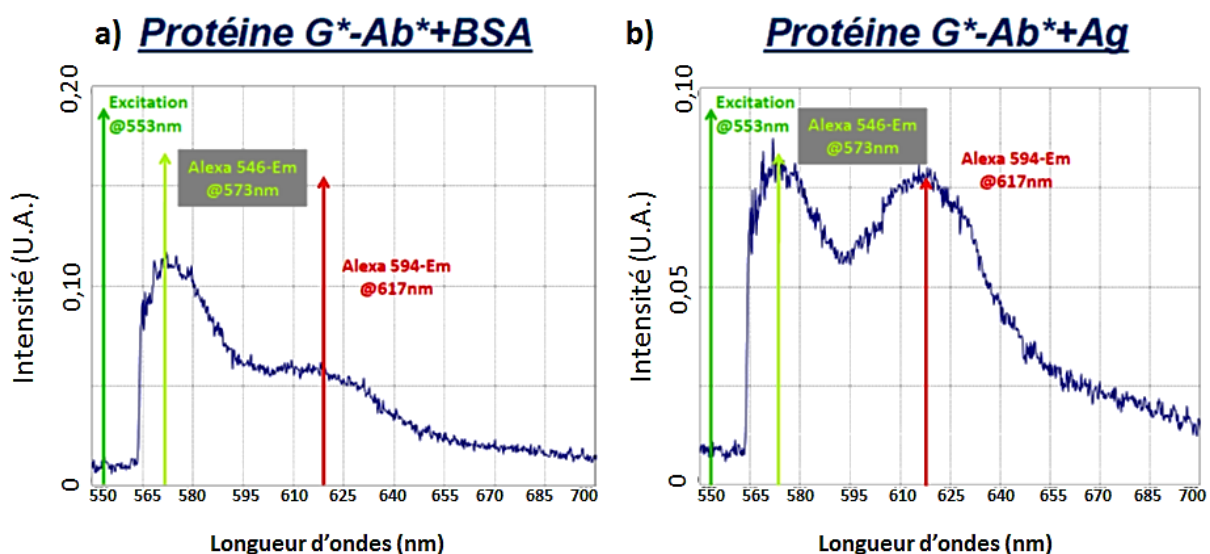 a) Protéine G*-Ab*+BSA
Intensité (U.A.)
0,20
0,10
0
Excitation
@553nm
Alexa 546-Em
@573nm
Alexa 594-Em
@617nm
550 565 580 595 610 625 640 655 670 685 700
Longueur d'ondes (nm)
b) Protéine G*-Ab*+Ag
Intensité (U.A.)
0,10
0,05
0
Excitation
@553nm
Alexa 546-Em
@573nm
Alexa 594-Em
@617nm
550 565 580 595 610 625 640 655 670 685 700
Longueur d'ondes (nm)